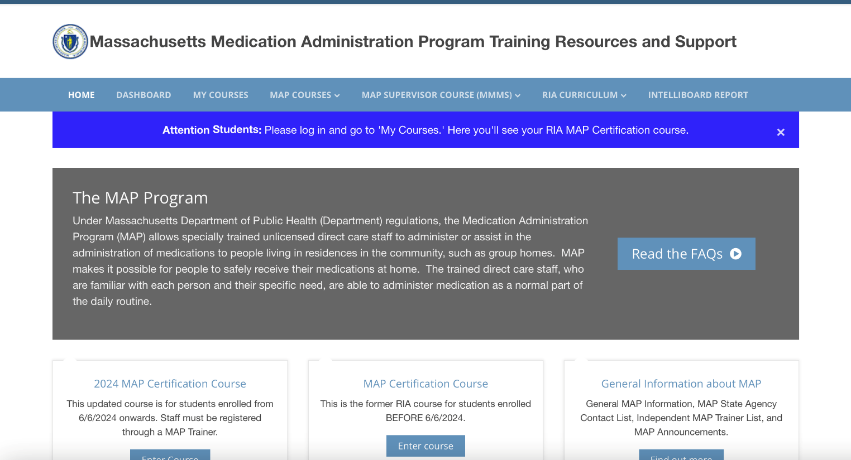 Massachusetts Medication Administration Program Training Resources and Support
HOME DASHBOARD MY COURSES MAP COURSES MAP SUPERVISOR COURSE (MMMS) RIA CURRICULUM INTELLIBOARD REPORT
Attention Students: Please log in and go to 'My Courses.' Here you'll see your RIA MAP Certification course. ×
The MAP Program
Under Massachusetts Department of Public Health (Department) regulations, the Medication Administration
Program (MAP) allows specially trained unlicensed direct care staff to administer or assist in the
administration of medications to people living in residences in the community, such as group homes. MAP
makes it possible for people to safely receive their medications at home. The trained direct care staff, who
are familiar with each person and their specific need, are able to administer medication as a normal part of
the daily routine.
Read the FAQs
2024 MAP Certification Course
This updated course is for students enrolled from
6/6/2024 onwards. Staff must be registered
through a MAP Trainer.
Enter Course
MAP Certification Course
This is the former RIA course for students enrolled
BEFORE 6/6/2024.
Enter course
General Information about MAP
General MAP Information, MAP State Agency
Contact List, Independent MAP Trainer List, and
MAP Announcements.
Find out more